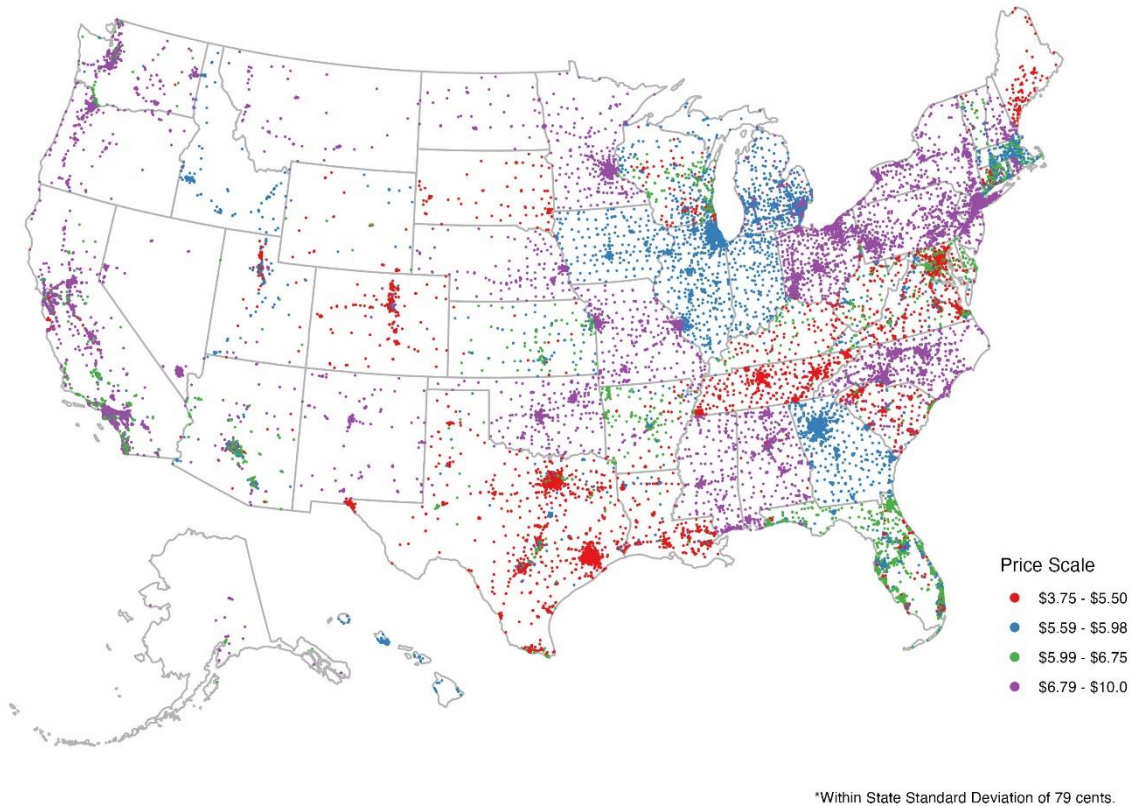 Price Scale
$3.75 - $5.50
$5.59 - $5.98
$5.99 - $6.75
$6.79 - $10.0
*Within State Standard Deviation of 79 cents.